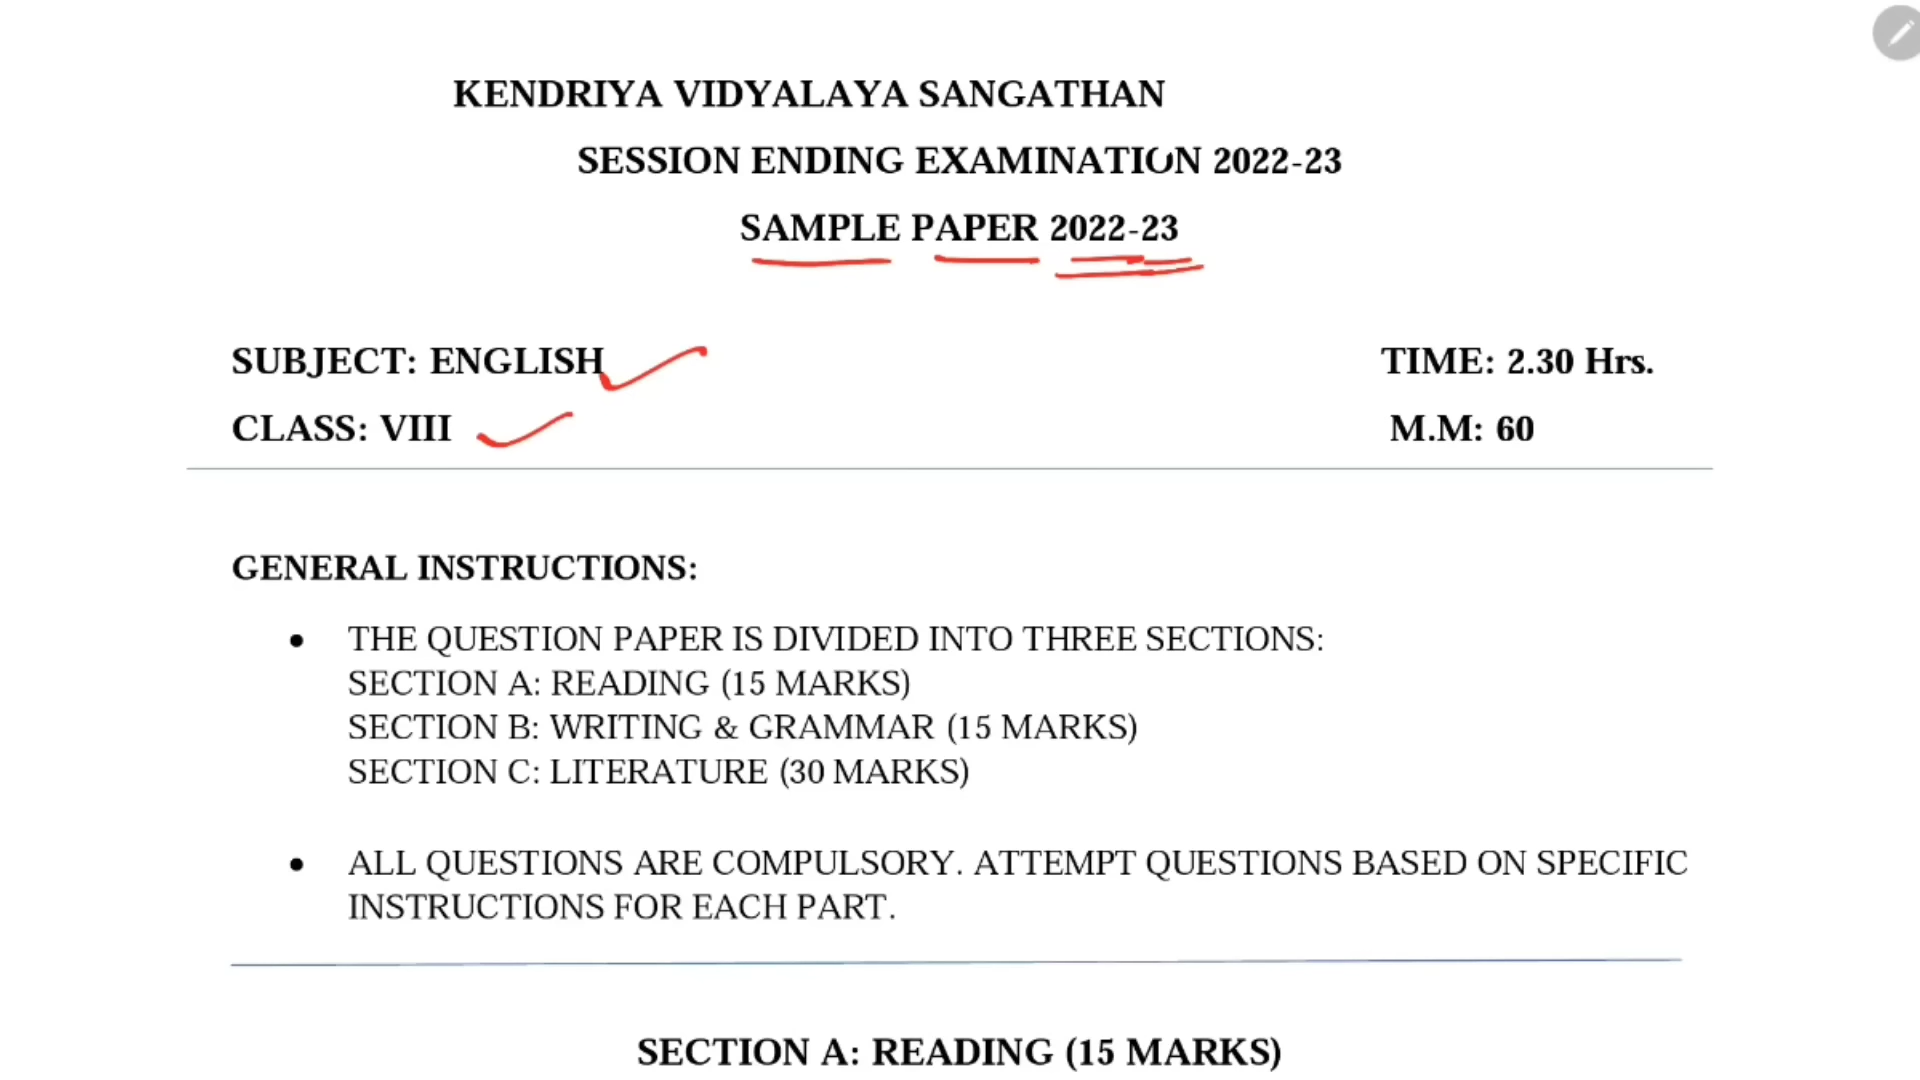 KENDRIYA VIDYALAYA SANGATHAN
SESSION ENDING EXAMINATION 2022-23
SAMPLE PAPER 2022-23
SUBJECT: ENGLISH
TIME: 2.30 Hrs.
CLASS: VIII
M.M: 60
GENERAL INSTRUCTIONS:
• THE QUESTION PAPER IS DIVIDED INTO THREE SECTIONS:
SECTION A: READING (15 MARKS)
SECTION B: WRITING & GRAMMAR (15 MARKS)
SECTION C: LITERATURE (30 MARKS)
• ALL QUESTIONS ARE COMPULSORY. ATTEMPT QUESTIONS BASED ON SPECIFIC
INSTRUCTIONS FOR EACH PART.
SECTION A: READING (15 MARKS)